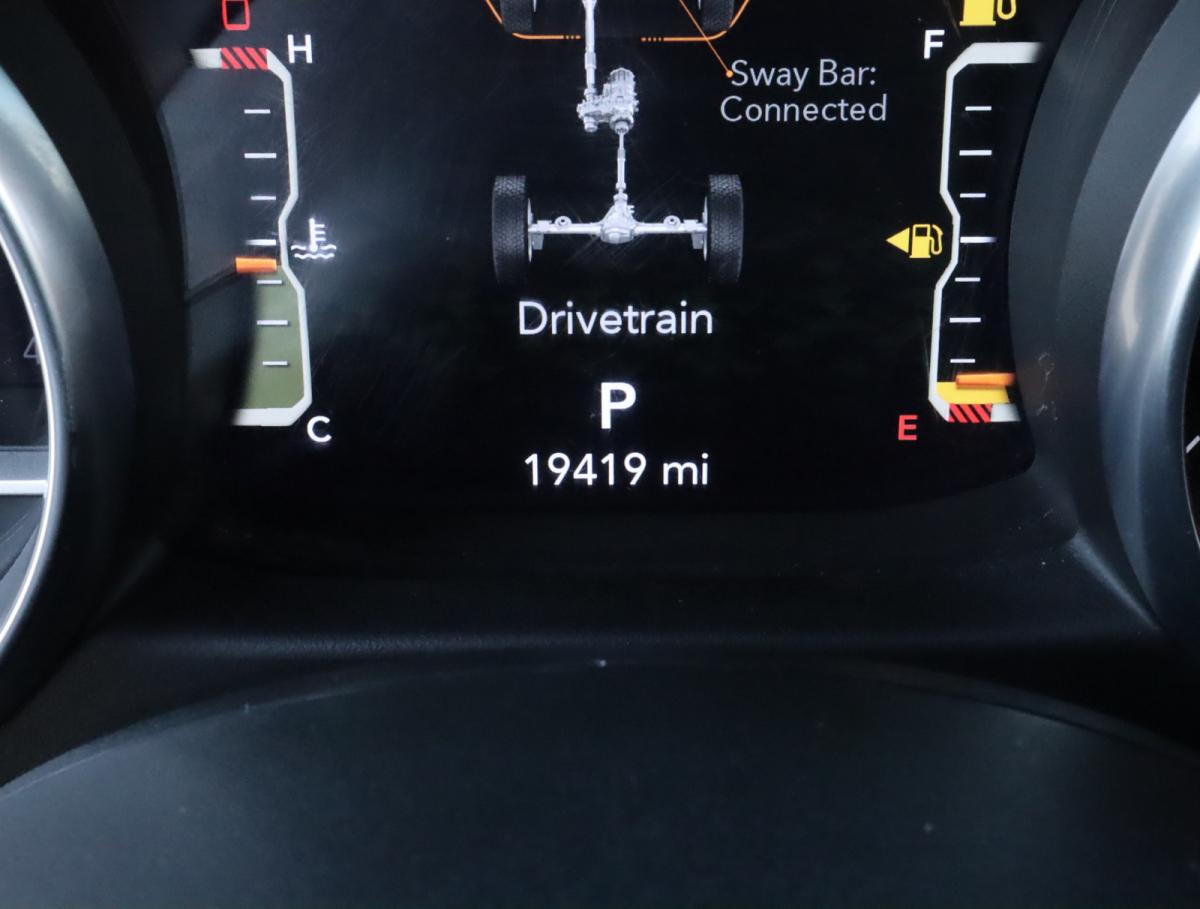 H
F
Sway Bar:
Connected
Drivetrain
P
C
E
19419 mi